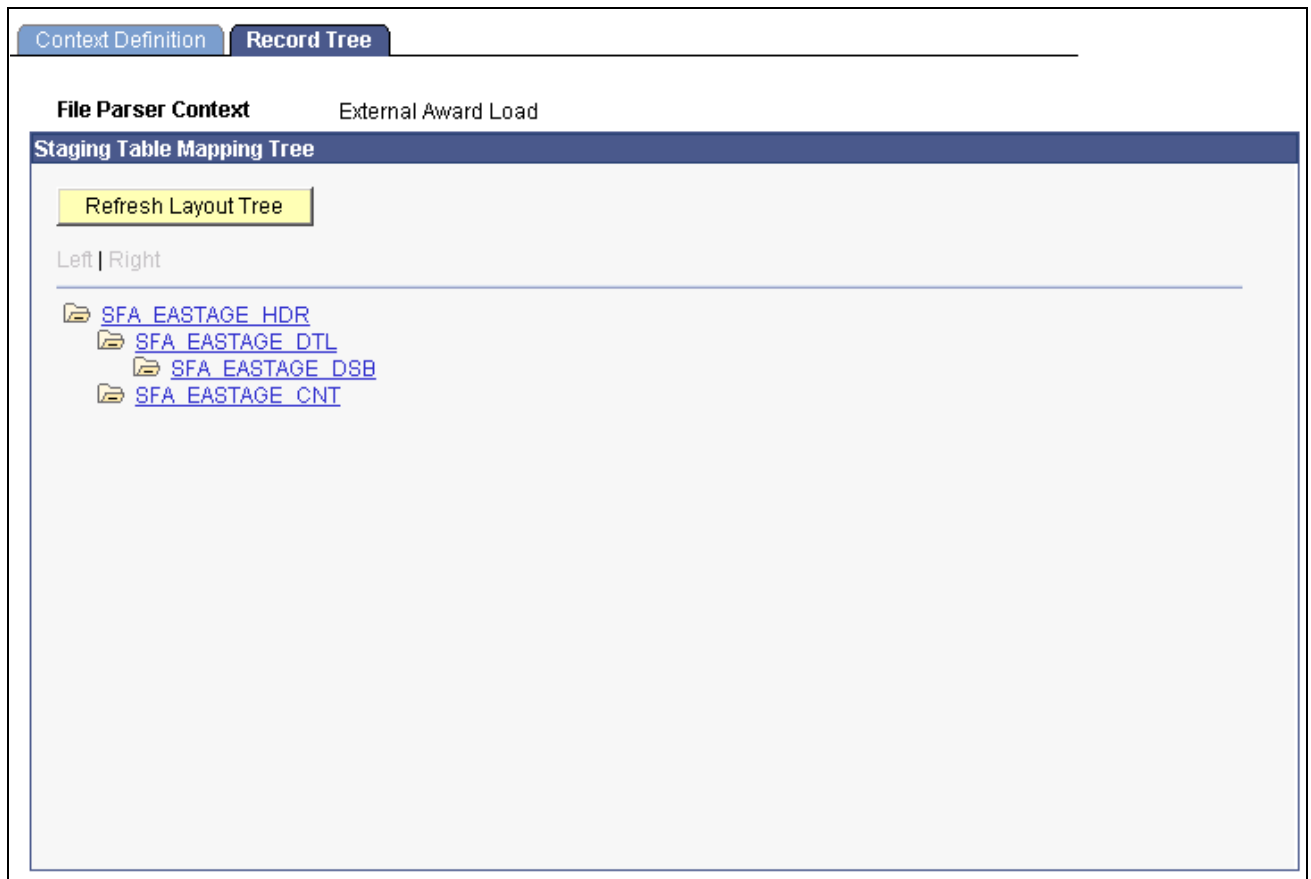 Context Definition Record Tree
File Parser Context External Award Load
Staging Table Mapping Tree
Refresh Layout Tree
Left | Right
SFA_EASTAGE_HDR
SFA_EASTAGE_DTL
SFA_EASTAGE_DSB
SFA_EASTAGE_CNT